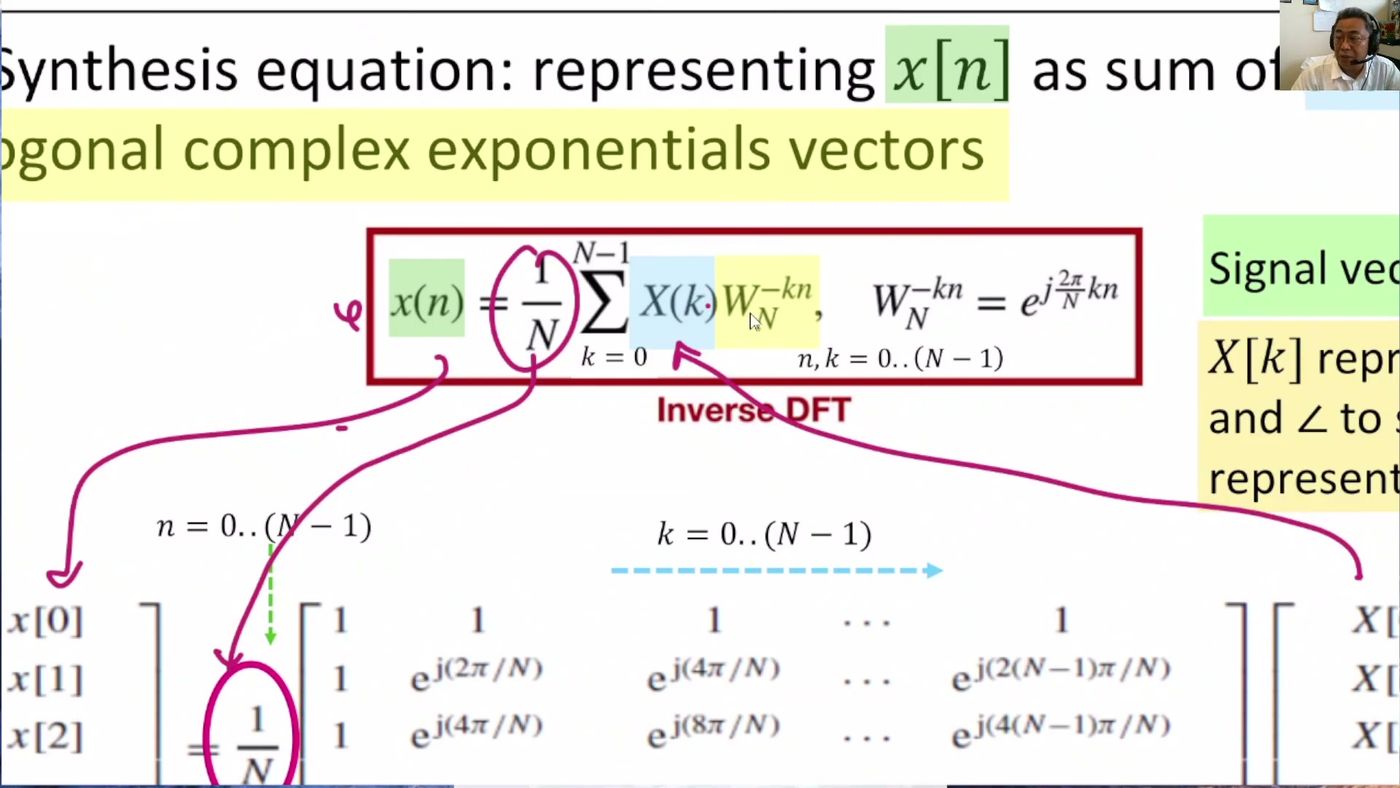 Synthesis equation: representing x[n] as sum of
ogonal complex exponentials vectors
x(n) = 1/N ∑_{k = 0}^{N−1} X(k) W_N^{−kn}, W_N^{−kn} = e^{j\frac{2π}{N}kn}
n, k = 0..(N − 1)
Inverse DFT
Signal vec
X[k] repr
and ∠ to
represent
n = 0..(N − 1)
k = 0..(N − 1)
x[0] 1 1 1 ... 1 X[
x[1] 1 e^{j(2π/N)} e^{j(4π/N)} ... e^{j(2(N−1)π/N)} X[
x[2] = 1/N 1 e^{j(4π/N)} e^{j(8π/N)} ... e^{j(4(N−1)π/N)} X[